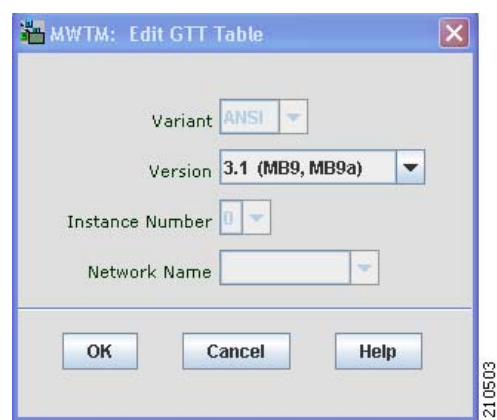 MWTM: Edit GTT Table
Variant ANSI
Version 3.1 (MB9, MB9a)
Instance Number 0
Network Name
OK Cancel Help
210503